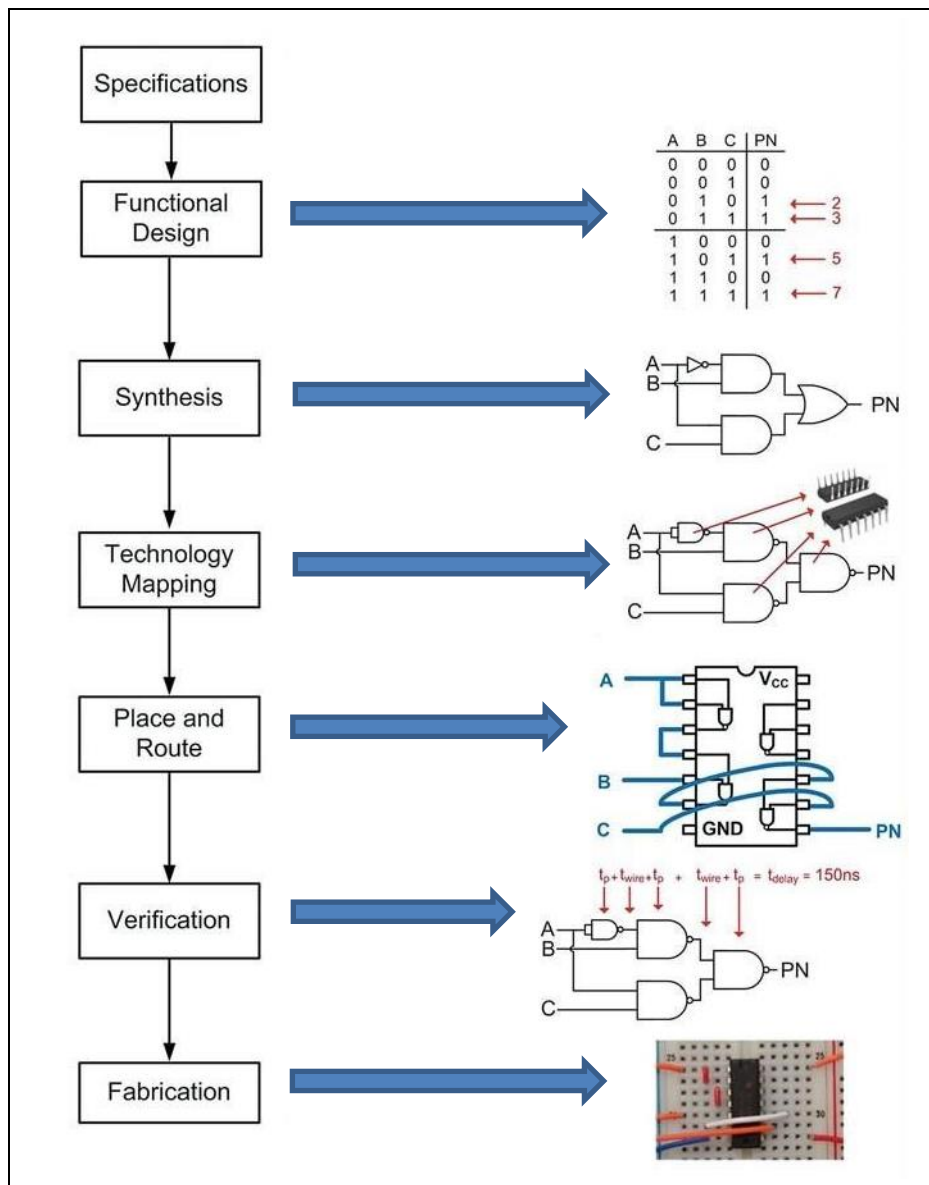 Specifications
Functional
Design
A B C PN
0 0 0 0
0 0 1 0
0 1 0 1 2
0 1 1 1 3
1 0 0 0
1 0 1 1 5
1 1 0 0
1 1 1 1 7
Synthesis
A
B
C
PN
Technology
Mapping
A
B
C
PN
Place and
Route
A
VCC
B
C
GND
PN
Verification
tp + twire + tp + twire + tp = tdelay = 150ns
A
B
C
PN
Fabrication
25 25
30